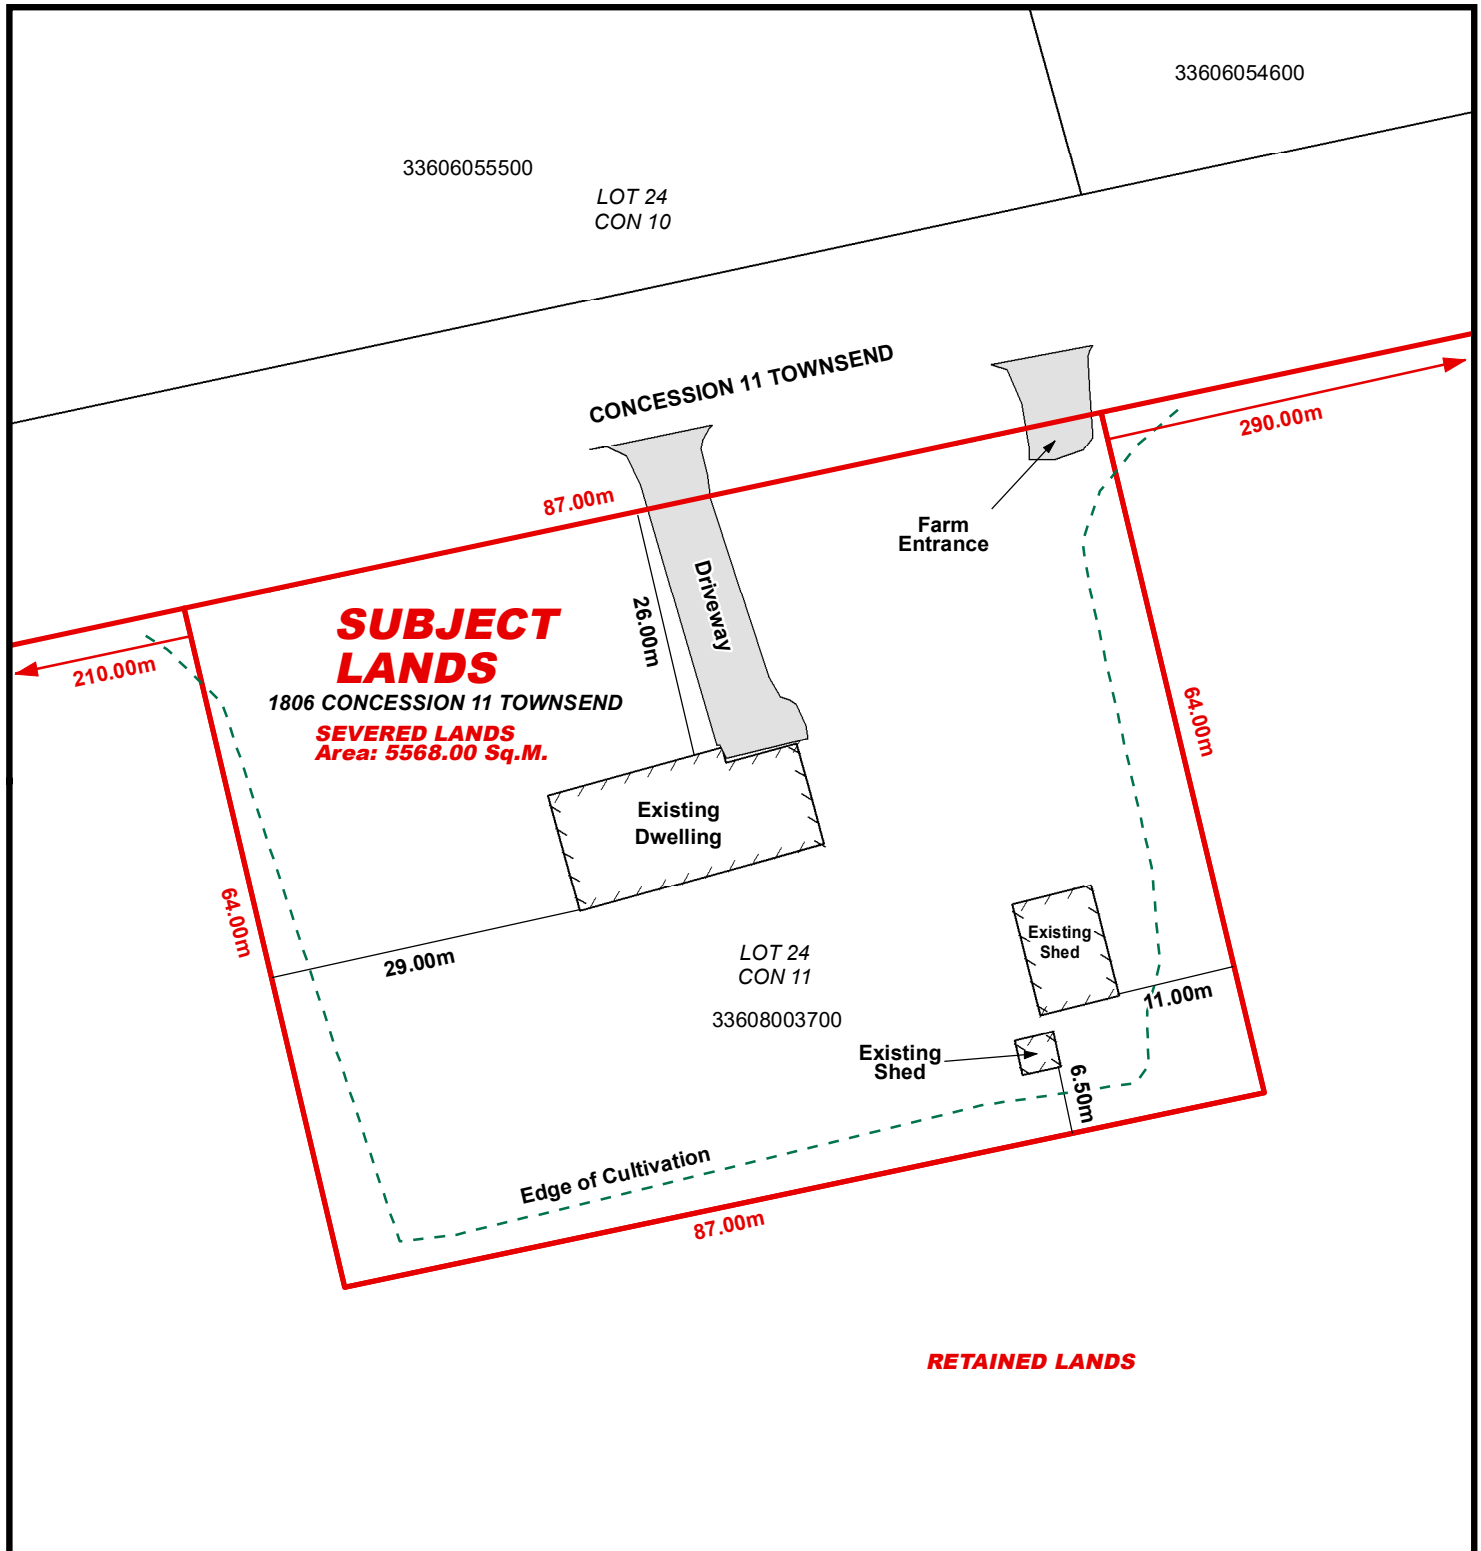 33606054600
33606055500
LOT 24
CON 10
CONCESSION 11 TOWNSEND
290.00m
87.00m
Farm
Entrance
Driveway
26.00m
SUBJECT
LANDS
1806 CONCESSION 11 TOWNSEND
SEVERED LANDS
Area: 5568.00 Sq.M.
210.00m
64.00m
Existing
Dwelling
64.00m
29.00m
LOT 24
CON 11
33608003700
Existing
Shed
11.00m
Existing
Shed
6.50m
Edge of Cultivation
87.00m
RETAINED LANDS